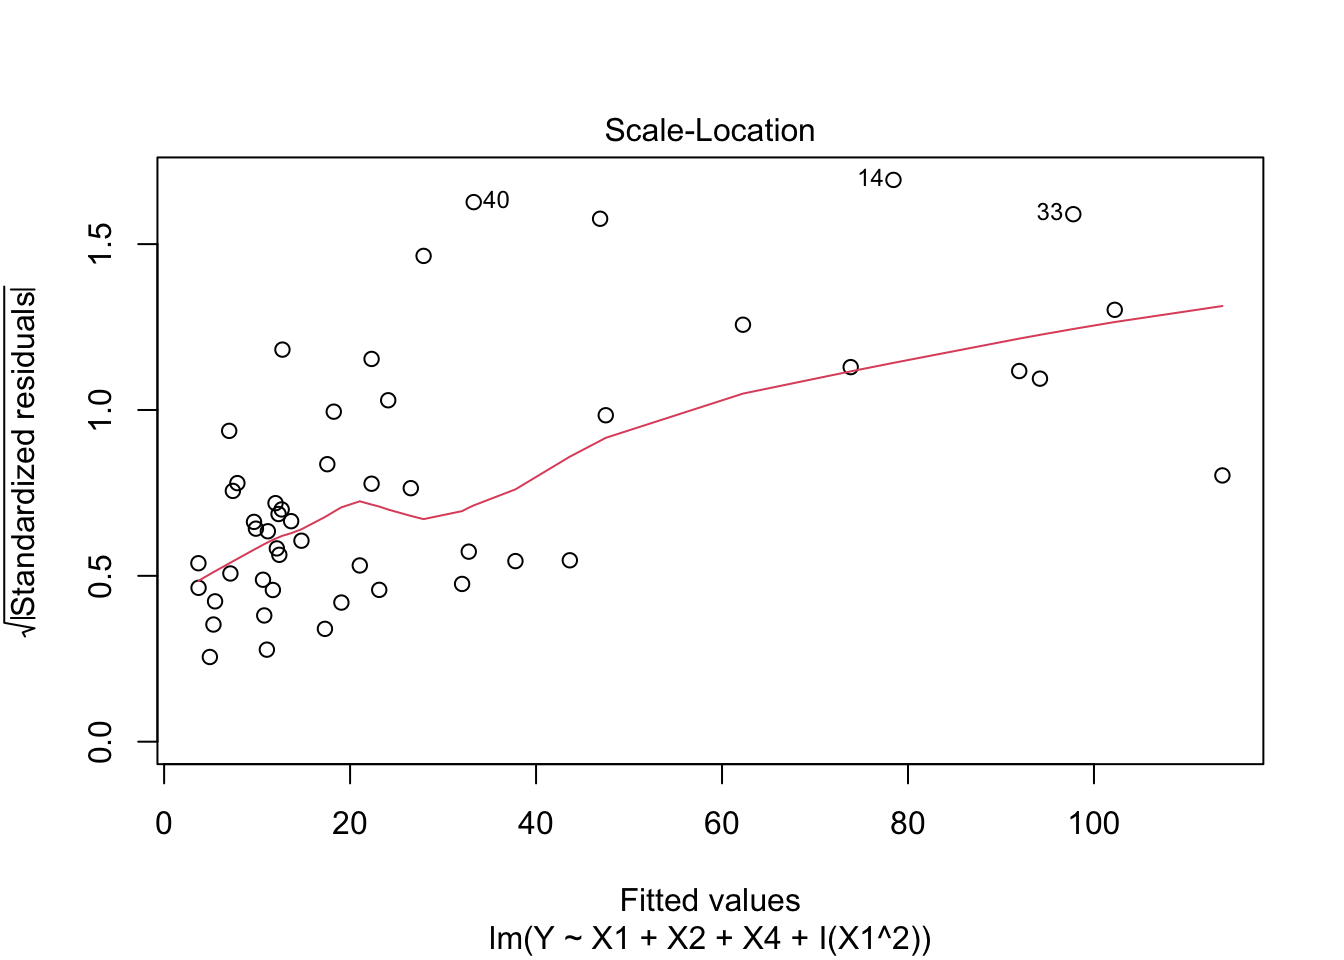 Scale-Location
√|Standardized residuals|
1.5
1.0
0.5
0.0
40
14
33
0 20 40 60 80 100
Fitted values
lm(Y ~ X1 + X2 + X4 + I(X1^2))